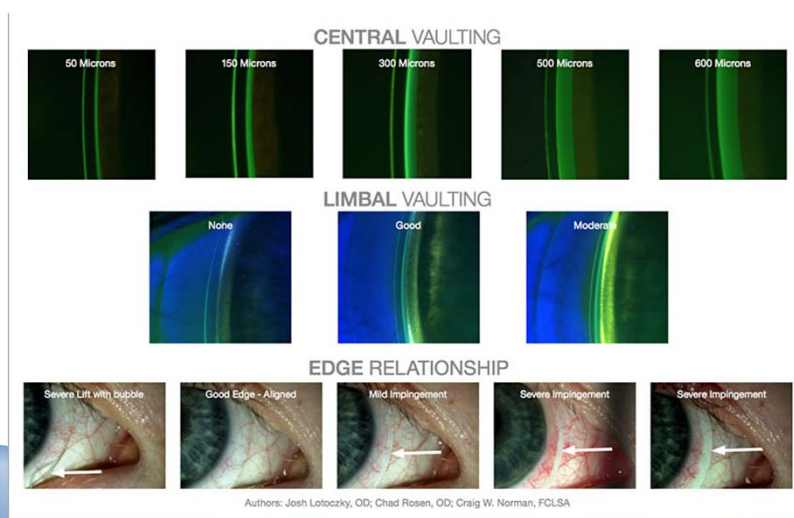 CENTRAL VAULTING
50 Microns
150 Microns
300 Microns
500 Microns
600 Microns
LIMBAL VAULTING
None
Good
Moderate
EDGE RELATIONSHIP
Severe Lift with bubble
Good Edge - Aligned
Mild Impingement
Severe Impingement
Severe Impingement
Authors: Josh Lotoczky, OD; Chad Rosen, OD; Craig W. Norman, FCLSA